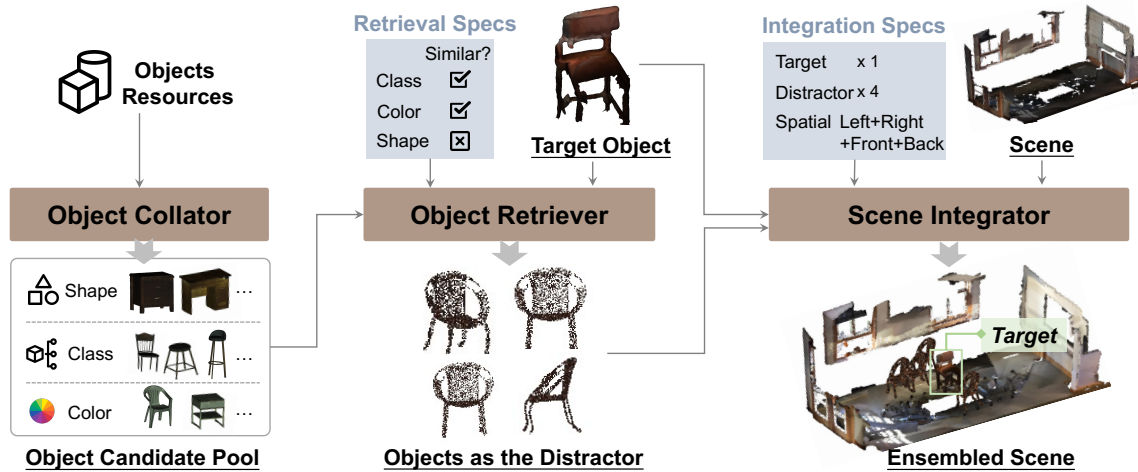 Objects
Resources
Retrieval Specs
Similar?
Class
Color
Shape
Target Object
Integration Specs
Target x 1
Distractor x 4
Spatial Left+Right
+Front+Back
Scene
Object Collator
Object Retriever
Scene Integrator
Shape ...
Class ...
Color ...
Object Candidate Pool
Objects as the Distractor
Target
Ensembled Scene